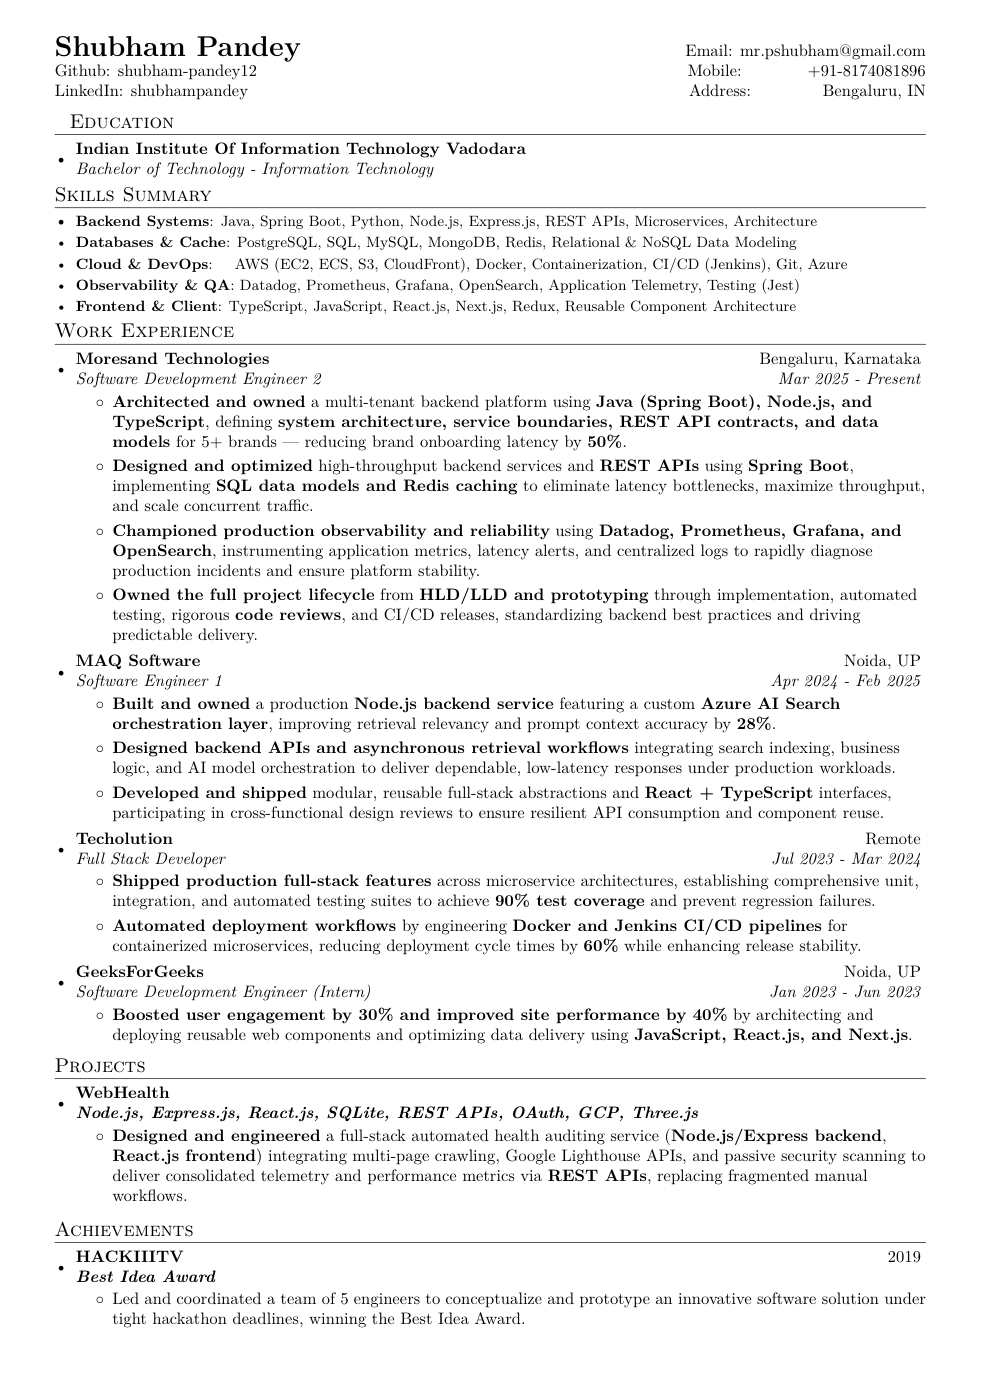 Shubham Pandey
Email: mr.pshubham@gmail.com
Github: shubham-pandey12
Mobile: +91-8174081896
LinkedIn: shubhampandey
Address: Bengaluru, IN
Education
• Indian Institute Of Information Technology Vadodara
Bachelor of Technology - Information Technology
Skills Summary
• Backend Systems: Java, Spring Boot, Python, Node.js, Express.js, REST APIs, Microservices, Architecture
• Databases & Cache: PostgreSQL, SQL, MySQL, MongoDB, Redis, Relational & NoSQL Data Modeling
• Cloud & DevOps: AWS (EC2, ECS, S3, CloudFront), Docker, Containerization, CI/CD (Jenkins), Git, Azure
• Observability & QA: Datadog, Prometheus, Grafana, OpenSearch, Application Telemetry, Testing (Jest)
• Frontend & Client: TypeScript, JavaScript, React.js, Next.js, Redux, Reusable Component Architecture
Work Experience
• Moresand Technologies Bengaluru, Karnataka
Software Development Engineer 2 Mar 2025 - Present
◦ Architected and owned a multi-tenant backend platform using Java (Spring Boot), Node.js, and
TypeScript, defining system architecture, service boundaries, REST API contracts, and data
models for 5+ brands — reducing brand onboarding latency by 50%.
◦ Designed and optimized high-throughput backend services and REST APIs using Spring Boot,
implementing SQL data models and Redis caching to eliminate latency bottlenecks, maximize throughput,
and scale concurrent traffic.
◦ Championed production observability and reliability using Datadog, Prometheus, Grafana, and
OpenSearch, instrumenting application metrics, latency alerts, and centralized logs to rapidly diagnose
production incidents and ensure platform stability.
◦ Owned the full project lifecycle from HLD/LLD and prototyping through implementation, automated
testing, rigorous code reviews, and CI/CD releases, standardizing backend best practices and driving
predictable delivery.
• MAQ Software Noida, UP
Software Engineer 1 Apr 2024 - Feb 2025
◦ Built and owned a production Node.js backend service featuring a custom Azure AI Search
orchestration layer, improving retrieval relevancy and prompt context accuracy by 28%.
◦ Designed backend APIs and asynchronous retrieval workflows integrating search indexing, business
logic, and AI model orchestration to deliver dependable, low-latency responses under production workloads.
◦ Developed and shipped modular, reusable full-stack abstractions and React + TypeScript interfaces,
participating in cross-functional design reviews to ensure resilient API consumption and component reuse.
• Techolution Remote
Full Stack Developer Jul 2023 - Mar 2024
◦ Shipped production full-stack features across microservice architectures, establishing comprehensive unit,
integration, and automated testing suites to achieve 90% test coverage and prevent regression failures.
◦ Automated deployment workflows by engineering Docker and Jenkins CI/CD pipelines for
containerized microservices, reducing deployment cycle times by 60% while enhancing release stability.
• GeeksForGeeks Noida, UP
Software Development Engineer (Intern) Jan 2023 - Jun 2023
◦ Boosted user engagement by 30% and improved site performance by 40% by architecting and
deploying reusable web components and optimizing data delivery using JavaScript, React.js, and Next.js.
Projects
• WebHealth
Node.js, Express.js, React.js, SQLite, REST APIs, OAuth, GCP, Three.js
◦ Designed and engineered a full-stack automated health auditing service (Node.js/Express backend,
React.js frontend) integrating multi-page crawling, Google Lighthouse APIs, and passive security scanning to
deliver consolidated telemetry and performance metrics via REST APIs, replacing fragmented manual
workflows.
Achievements
• HACKIIITV 2019
Best Idea Award
◦ Led and coordinated a team of 5 engineers to conceptualize and prototype an innovative software solution under
tight hackathon deadlines, winning the Best Idea Award.